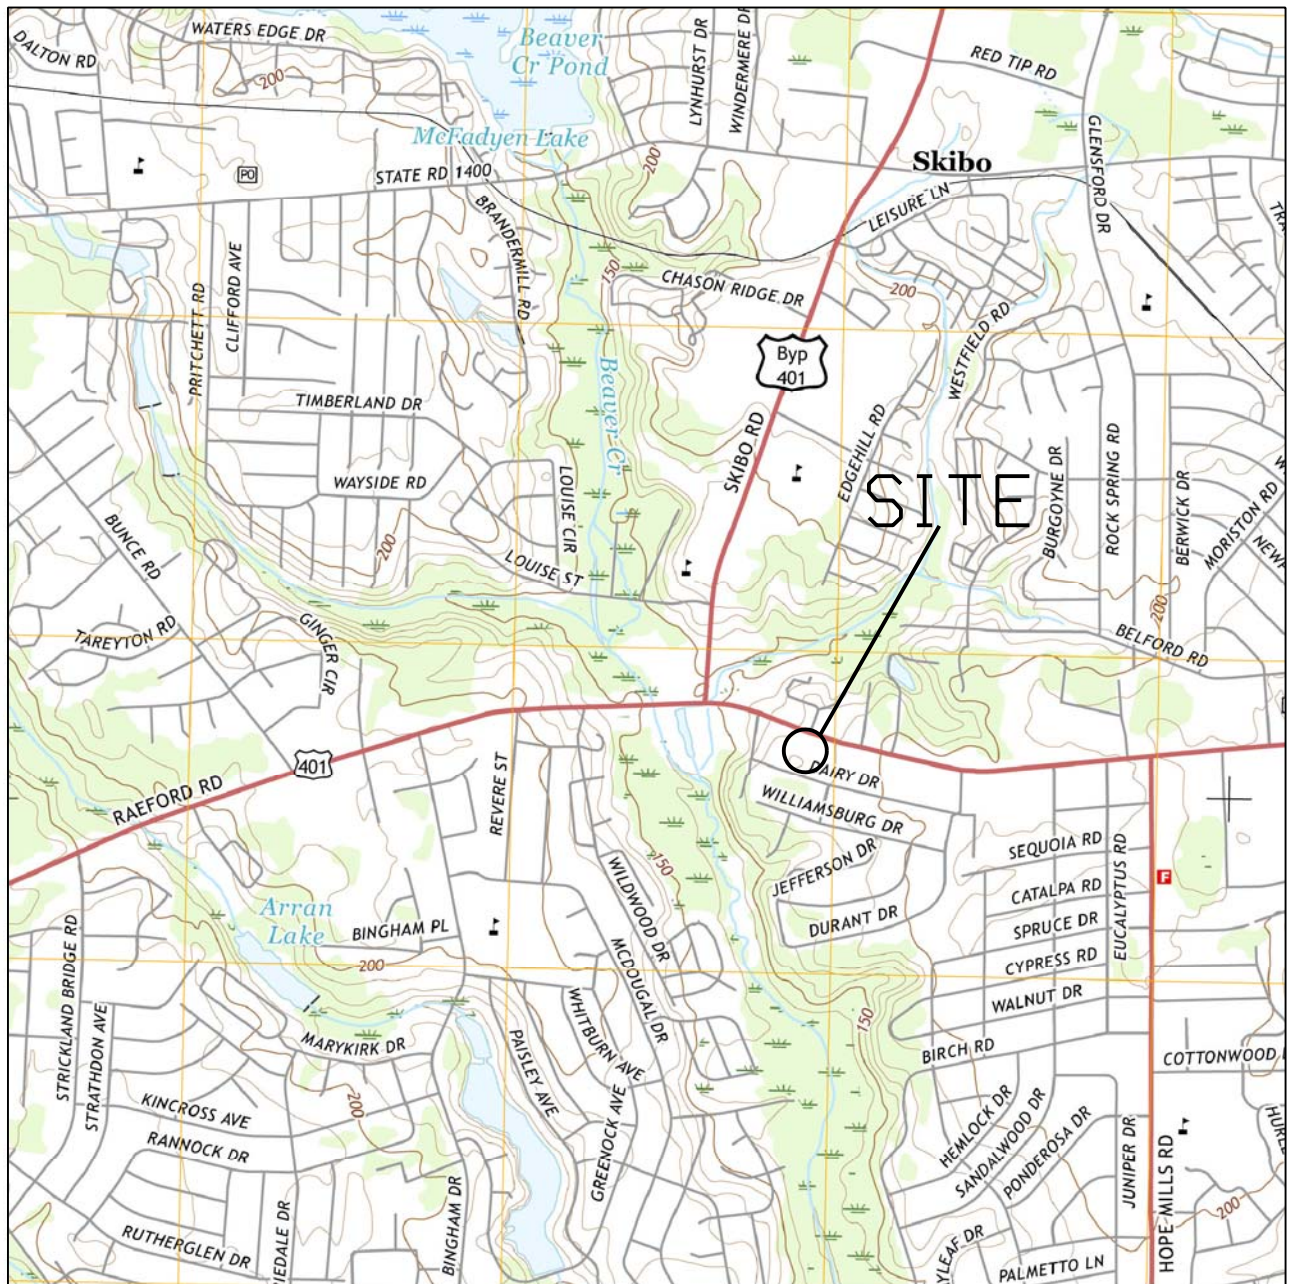 WATERS EDGE DR
DALTON RD
200
Beaver
Cr Pond
LYNHURST DR
WINDERMERE DR
RED TIP RD
McFadyen Lake
GLENSFORD DR
PO
STATE RD 1400
200
Skibo
LEISURE LN
BRANDERMILL RD
CLIFFORD AVE
PRITCHETT RD
150
CHASON RIDGE DR
200
WESTFIELD RD
Byp
401
Beaver Cr
TIMBERLAND DR
WAYSIDE RD
SKIBO RD
EDGEHILL RD
SITE
BURGOYNE DR
ROCK SPRING RD
BERWICK DR
MORISTON RD
LOUISE CIR
BUNCE RD
200
LOUISE ST
200
TAREYTON RD
GINGER CIR
BELFORD RD
401
RAEFORD RD
REVERE ST
DAIRY DR
WILLIAMSBURG DR
JEFFERSON DR
SEQUOIA RD
EUCALYPTUS RD
F
150
WILDWOOD DR
CATALPA RD
Arran
Lake
BINGHAM PL
DURANT DR
SPRUCE DR
STRICKLAND BRIDGE RD
200
MCDOUGAL DR
CYPRESS RD
WALNUT DR
STRATHDON AVE
WHITBURN AVE
150
MARYKIRK DR
PAISLEY AVE
BIRCH RD
COTTONWOOD
KINCROSS AVE
200
GREENOCK AVE
HEMLOCK DR
SANDALWOOD DR
PONDEROSA DR
JUNIPER DR
RANNOCK DR
HOPE MILLS RD
200
BINGHAM DR
RUTHERGLEN DR
IEDALE DR
YLEAF DR
PALMETTO LN